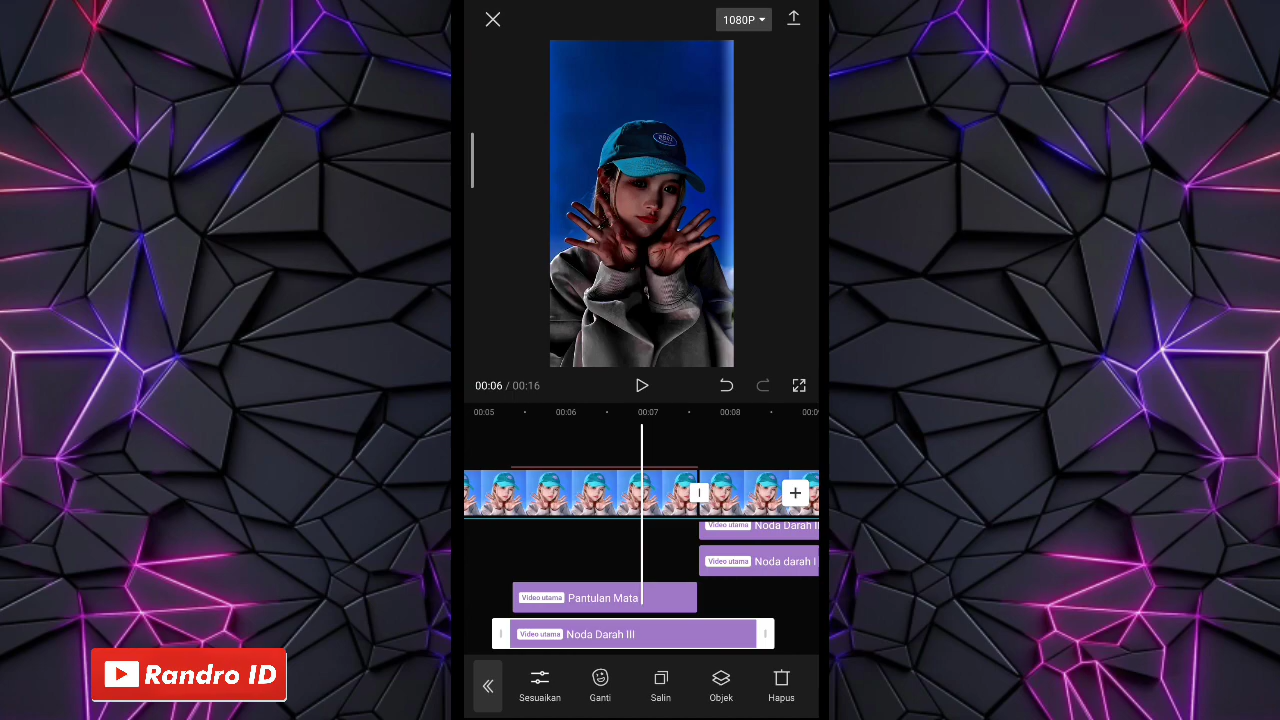 1080P
00:06 / 00:16
00:05
00:06
00:07
00:08
Video utama Noda Darah
Video utama Noda darah I
Video utama Pantulan Mata
Video utama Noda Darah III
Sesuaikan
Ganti
Salin
Objek
Hapus
Randro ID